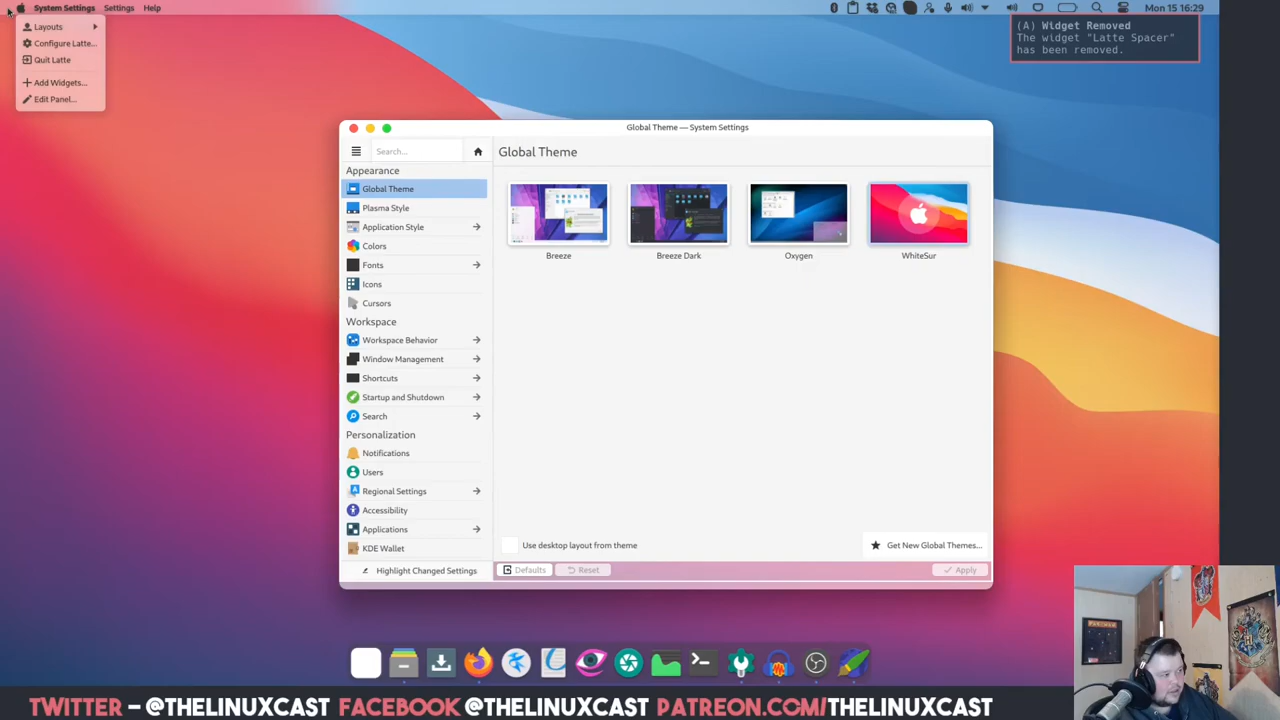 System Settings Settings Help
Mon 15 16:29
Layouts
Configure Latte...
Quit Latte
Add Widgets...
Edit Panel...
(A) Widget Removed
The widget "Latte Spacer"
has been removed.
Global Theme — System Settings
Search...
Global Theme
Appearance
Global Theme
Plasma Style
Application Style
Colors
Fonts
Icons
Cursors
Workspace
Workspace Behavior
Window Management
Shortcuts
Startup and Shutdown
Search
Personalization
Notifications
Users
Regional Settings
Accessibility
Applications
KDE Wallet
Highlight Changed Settings
Breeze
Breeze Dark
Oxygen
WhiteSur
Use desktop layout from theme
Get New Global Themes...
Defaults
Reset
Apply
TWITTER – @THELINUXCAST FACEBOOK @THELINUXCAST PATREON.COM/THELINUXCAST